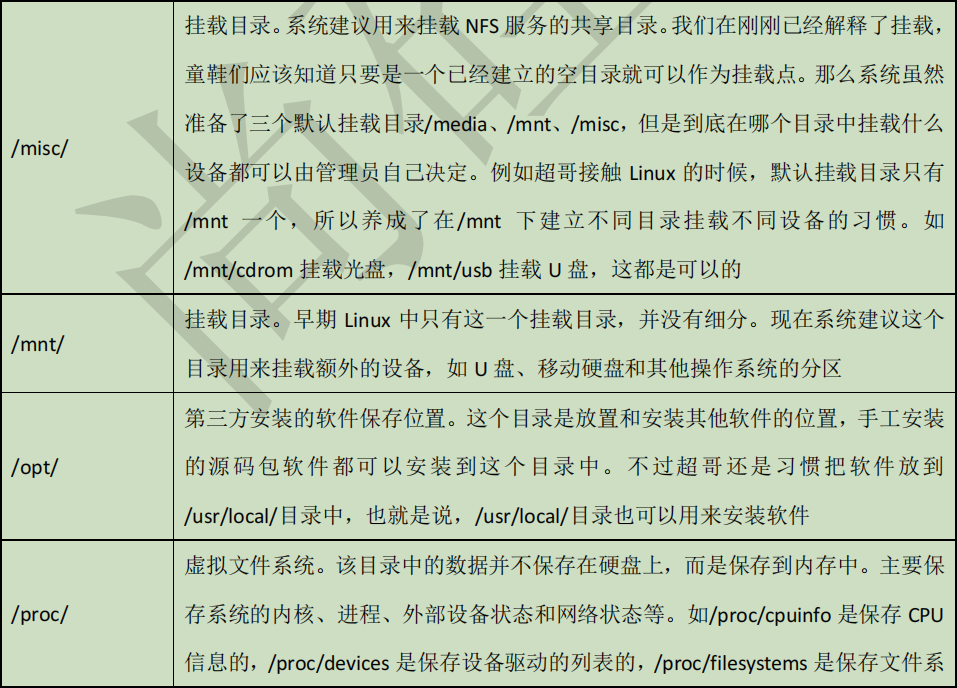 /misc/
挂载目录。系统建议用来挂载 NFS 服务的共享目录。我们在刚刚已经解释了挂载，
童鞋们应该知道只要是一个已经建立的空目录就可以作为挂载点。那么系统虽然
准备了三个默认挂载目录/media、/mnt、/misc，但是到底在哪个目录中挂载什么
设备都可以由管理员自己决定。例如超哥接触 Linux 的时候，默认挂载目录只有
/mnt 一个，所以养成了在/mnt 下建立不同目录挂载不同设备的习惯。如
/mnt/cdrom 挂载光盘，/mnt/usb 挂载 U 盘，这都是可以的
/mnt/
挂载目录。早期 Linux 中只有这一个挂载目录，并没有细分。现在系统建议这个
目录用来挂载额外的设备，如 U 盘、移动硬盘和其他操作系统的分区
/opt/
第三方安装的软件保存位置。这个目录是放置和安装其他软件的位置，手工安装
的源码包软件都可以安装到这个目录中。不过超哥还是习惯把软件放到
/usr/local/目录中，也就是说，/usr/local/目录也可以用来安装软件
/proc/
虚拟文件系统。该目录中的数据并不保存在硬盘上，而是保存到内存中。主要保
存系统的内核、进程、外部设备状态和网络状态等。如/proc/cpuinfo 是保存 CPU
信息的，/proc/devices 是保存设备驱动的列表的，/proc/filesystems 是保存文件系